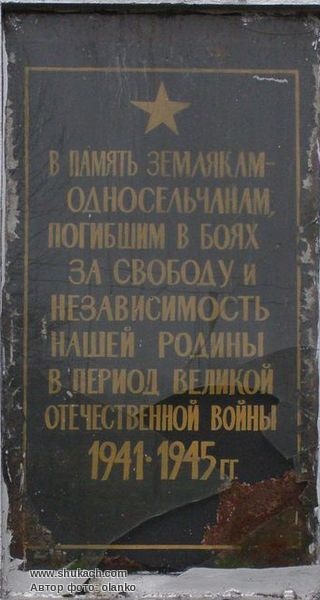 В ПАМЯТЬ ЗЕМЛЯКАМ-
ОДНОСЕЛЬЧАНАМ,
ПОГИБШИМ В БОЯХ
ЗА СВОБОДУ И
НЕЗАВИСИМОСТЬ
НАШЕЙ РОДИНЫ
В ПЕРИОД ВЕЛИКОЙ
ОТЕЧЕСТВЕННОЙ ВОЙНЫ
1941-1945 ГГ.
www.shukach.com
Автор фото: olanko